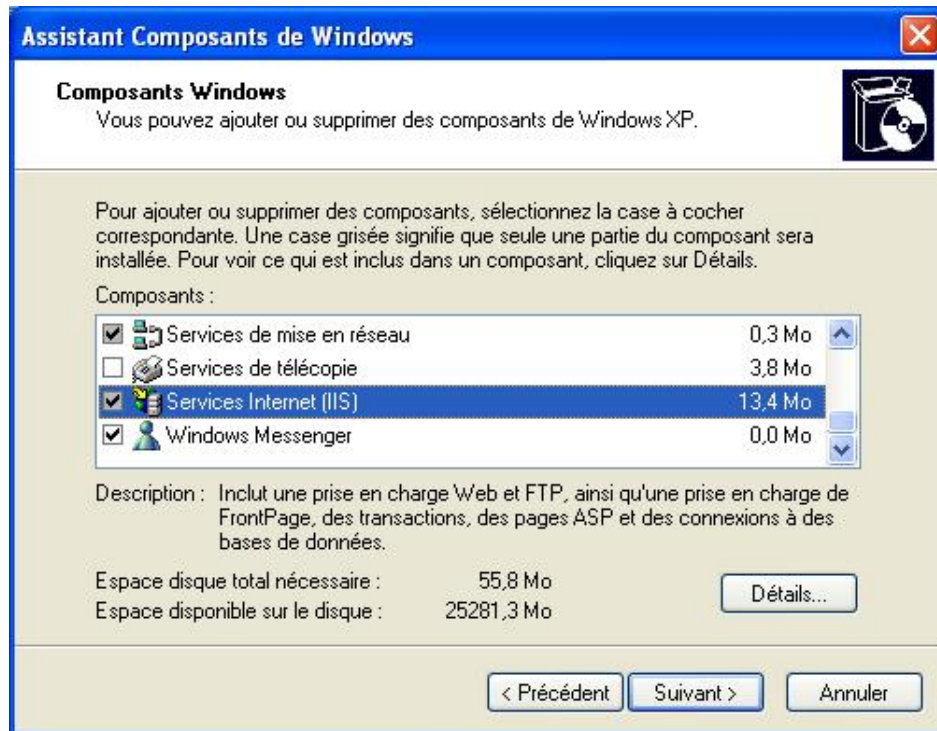 Assistant Composants de Windows
Composants Windows
Vous pouvez ajouter ou supprimer des composants de Windows XP.
Pour ajouter ou supprimer des composants, sélectionnez la case à cocher
correspondante. Une case grisée signifie que seule une partie du composant sera
installée. Pour voir ce qui est inclus dans un composant, cliquez sur Détails.
Composants :
Services de mise en réseau 0,3 Mo
Services de télécopie 3,8 Mo
Services Internet (IIS) 13,4 Mo
Windows Messenger 0,0 Mo
Description : Inclut une prise en charge Web et FTP, ainsi qu'une prise en charge de
FrontPage, des transactions, des pages ASP et des connexions à des
bases de données.
Espace disque total nécessaire : 55,8 Mo
Espace disponible sur le disque : 25281,3 Mo
Détails...
< Précédent Suivant > Annuler